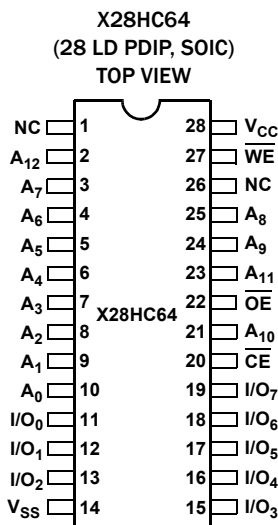 X28HC64
(28 LD PDIP, SOIC)
TOP VIEW
NC 1 28 VCC
A12 2 27 WE
A7 3 26 NC
A6 4 25 A8
A5 5 24 A9
A4 6 23 A11
A3 7 22 OE
X28HC64
A2 8 21 A10
A1 9 20 CE
A0 10 19 I/O7
I/O0 11 18 I/O6
I/O1 12 17 I/O5
I/O2 13 16 I/O4
VSS 14 15 I/O3